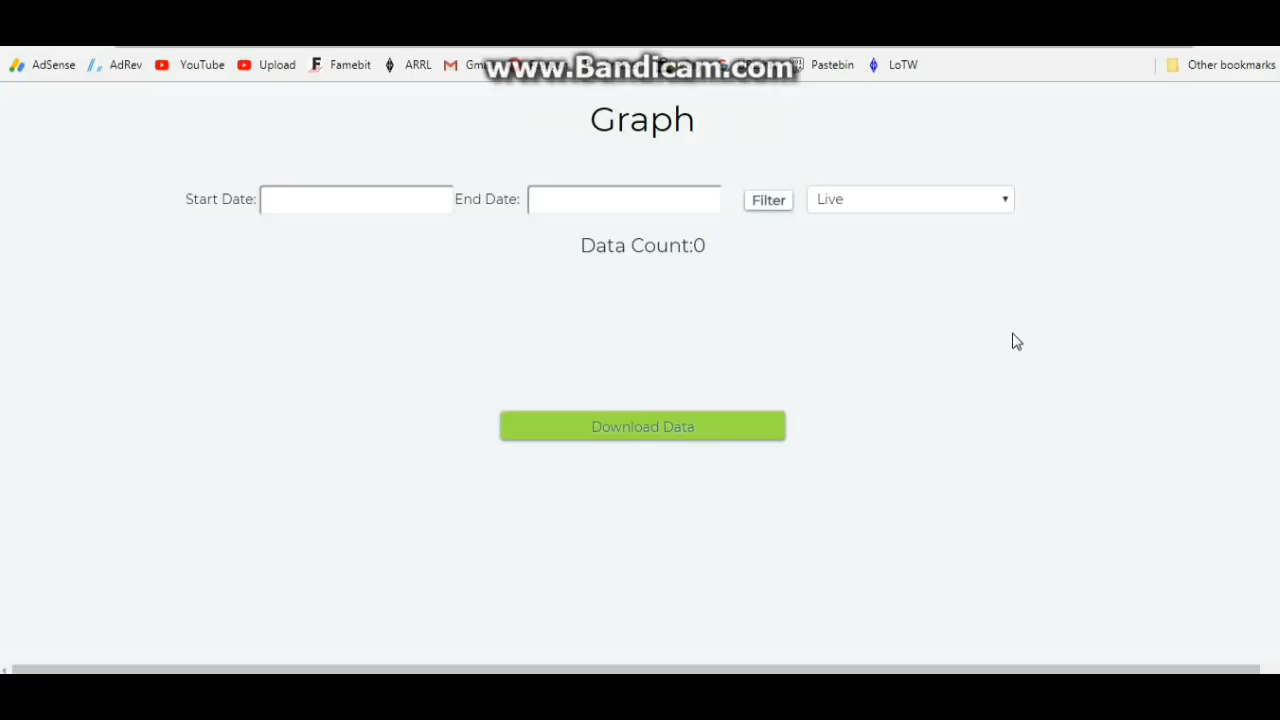 AdSense AdRev YouTube Upload Famebit ARRL www.Bandicam.com Pastebin LoTW Other bookmarks
Graph
Start Date: End Date: Filter Live
Data Count:0
Download Data